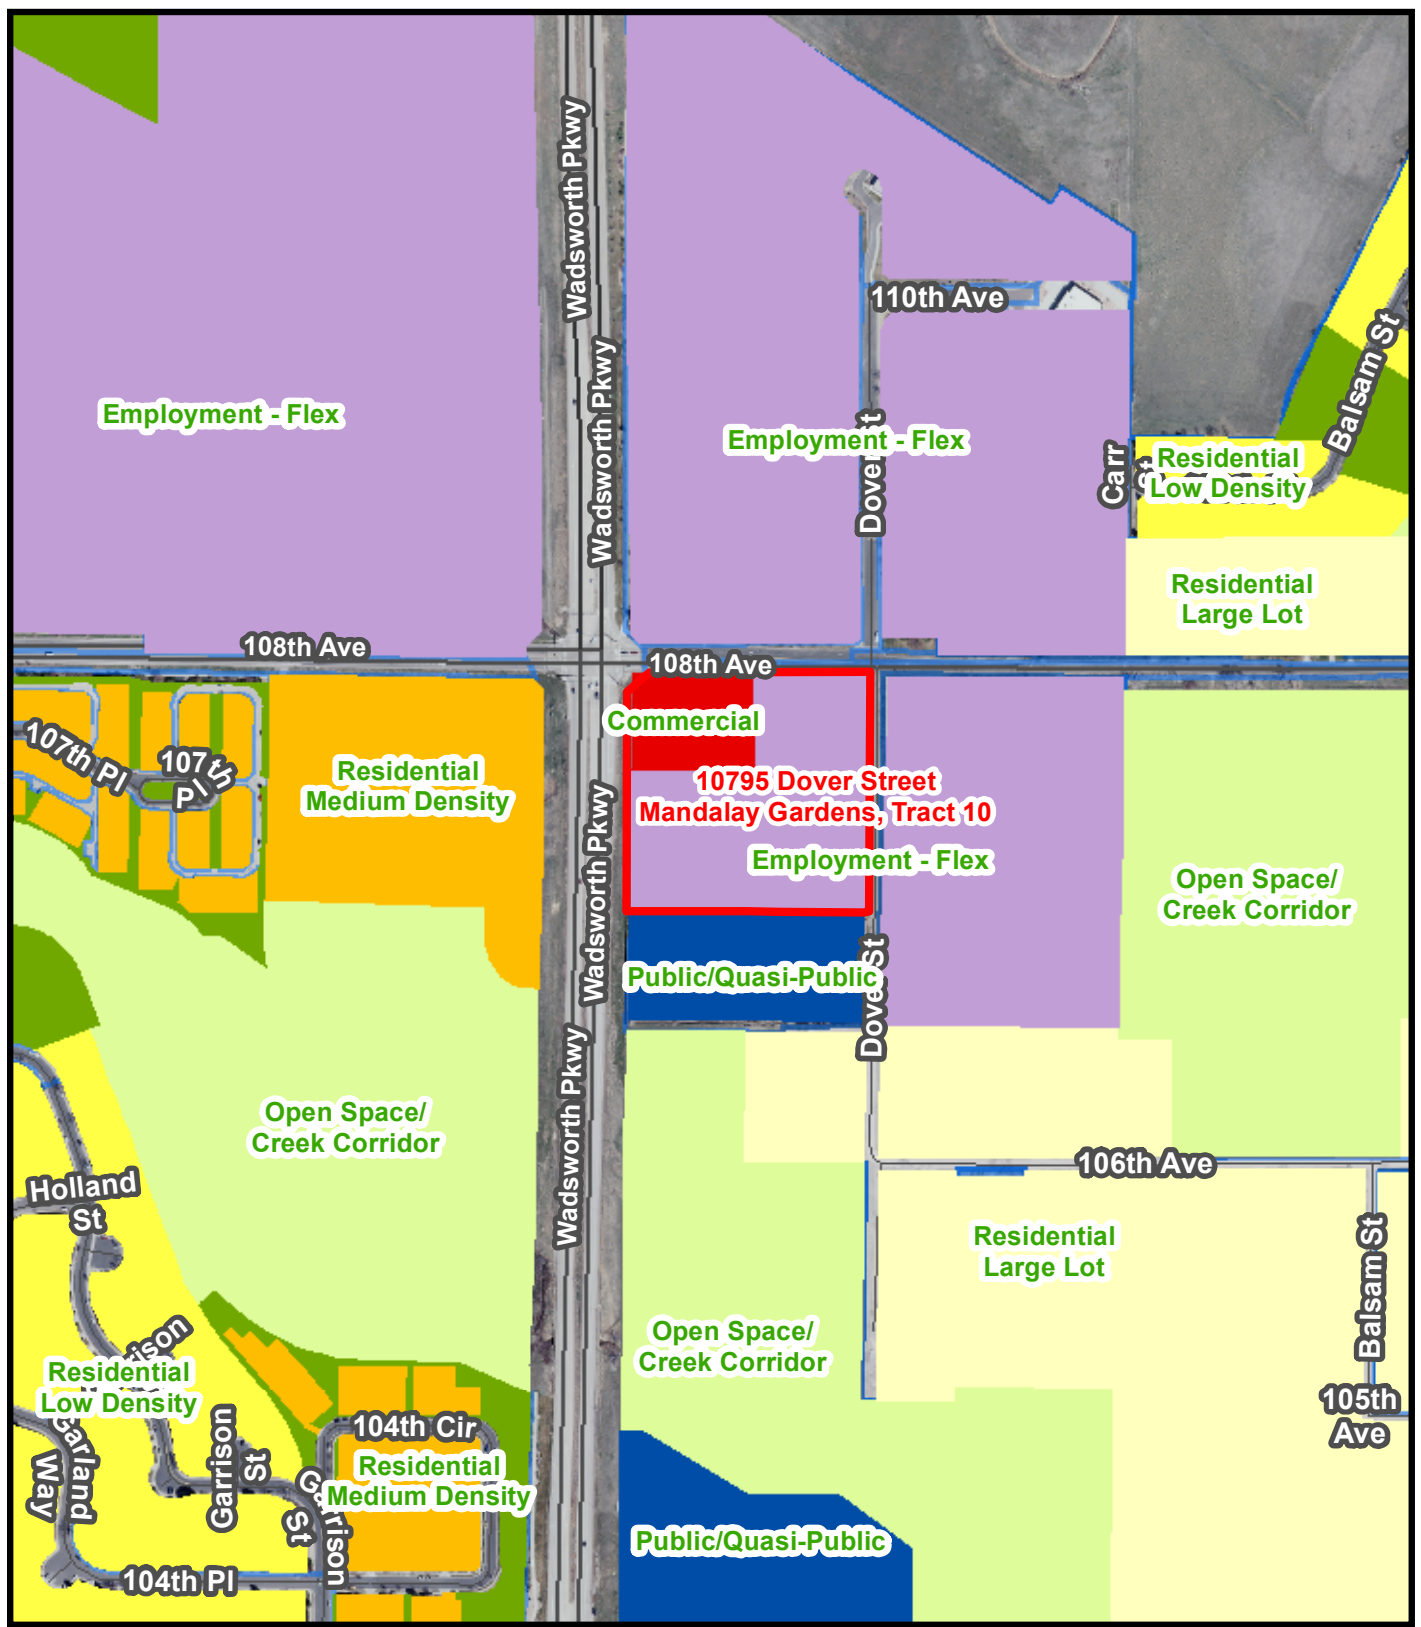 Wadsworth Pkwy
110th Ave
Wadsworth Pkwy
Balsam St
Employment - Flex
Employment - Flex
Dover St
Carr
St
Residential
Low Density
Residential
Large Lot
108th Ave
108th Ave
Commercial
107th Pl
107th
Pl
Residential
Medium Density
10795 Dover Street
Mandalay Gardens, Tract 10
Wadsworth Pkwy
Employment - Flex
Open Space/
Creek Corridor
Public/Quasi-Public
Dover St
Wadsworth Pkwy
Open Space/
Creek Corridor
106th Ave
Holland
St
Residential
Large Lot
Balsam St
Open Space/
Creek Corridor
Residential
Low Density
105th
Ave
Garland
Way
Garrison
St
104th Cir
Residential
Medium Density
Garrison
St
Public/Quasi-Public
104th Pl